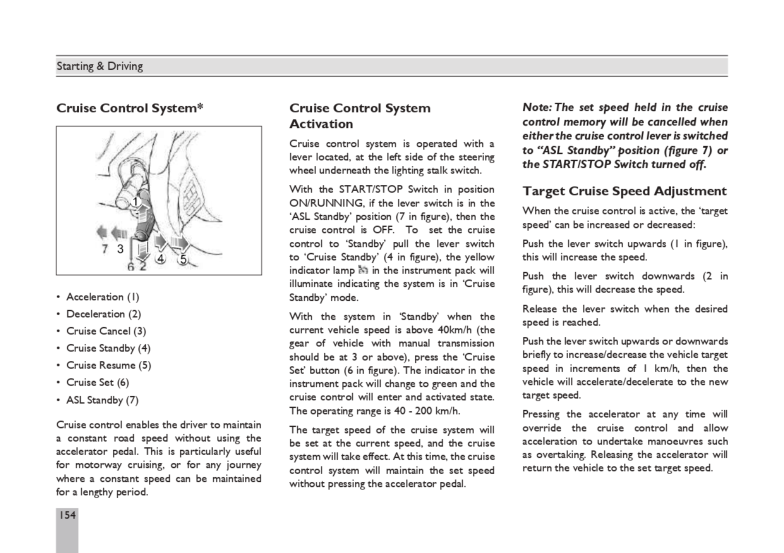 Starting & Driving
Cruise Control System*
1
7 3 4 5
6 2
• Acceleration (1)
• Deceleration (2)
• Cruise Cancel (3)
• Cruise Standby (4)
• Cruise Resume (5)
• Cruise Set (6)
• ASL Standby (7)
Cruise control enables the driver to maintain
a constant road speed without using the
accelerator pedal. This is particularly useful
for motorway cruising, or for any journey
where a constant speed can be maintained
for a lengthy period.
Cruise Control System
Activation
Cruise control system is operated with a
lever located, at the left side of the steering
wheel underneath the lighting stalk switch.
With the START/STOP Switch in position
ON/RUNNING, if the lever switch is in the
‘ASL Standby’ position (7 in figure), then the
cruise control is OFF. To set the cruise
control to ‘Standby’ pull the lever switch
to ‘Cruise Standby’ (4 in figure), the yellow
indicator lamp in the instrument pack will
illuminate indicating the system is in ‘Cruise
Standby’ mode.
With the system in ‘Standby’ when the
current vehicle speed is above 40km/h (the
gear of vehicle with manual transmission
should be at 3 or above), press the ‘Cruise
Set’ button (6 in figure). The indicator in the
instrument pack will change to green and the
cruise control will enter and activated state.
The operating range is 40 - 200 km/h.
The target speed of the cruise system will
be set at the current speed, and the cruise
system will take effect. At this time, the cruise
control system will maintain the set speed
without pressing the accelerator pedal.
Note: The set speed held in the cruise
control memory will be cancelled when
either the cruise control lever is switched
to “ASL Standby” position (figure 7) or
the START/STOP Switch turned off.
Target Cruise Speed Adjustment
When the cruise control is active, the ‘target
speed’ can be increased or decreased:
Push the lever switch upwards (1 in figure),
this will increase the speed.
Push the lever switch downwards (2 in
figure), this will decrease the speed.
Release the lever switch when the desired
speed is reached.
Push the lever switch upwards or downwards
briefly to increase/decrease the vehicle target
speed in increments of 1 km/h, then the
vehicle will accelerate/decelerate to the new
target speed.
Pressing the accelerator at any time will
override the cruise control and allow
acceleration to undertake manoeuvres such
as overtaking. Releasing the accelerator will
return the vehicle to the set target speed.
154